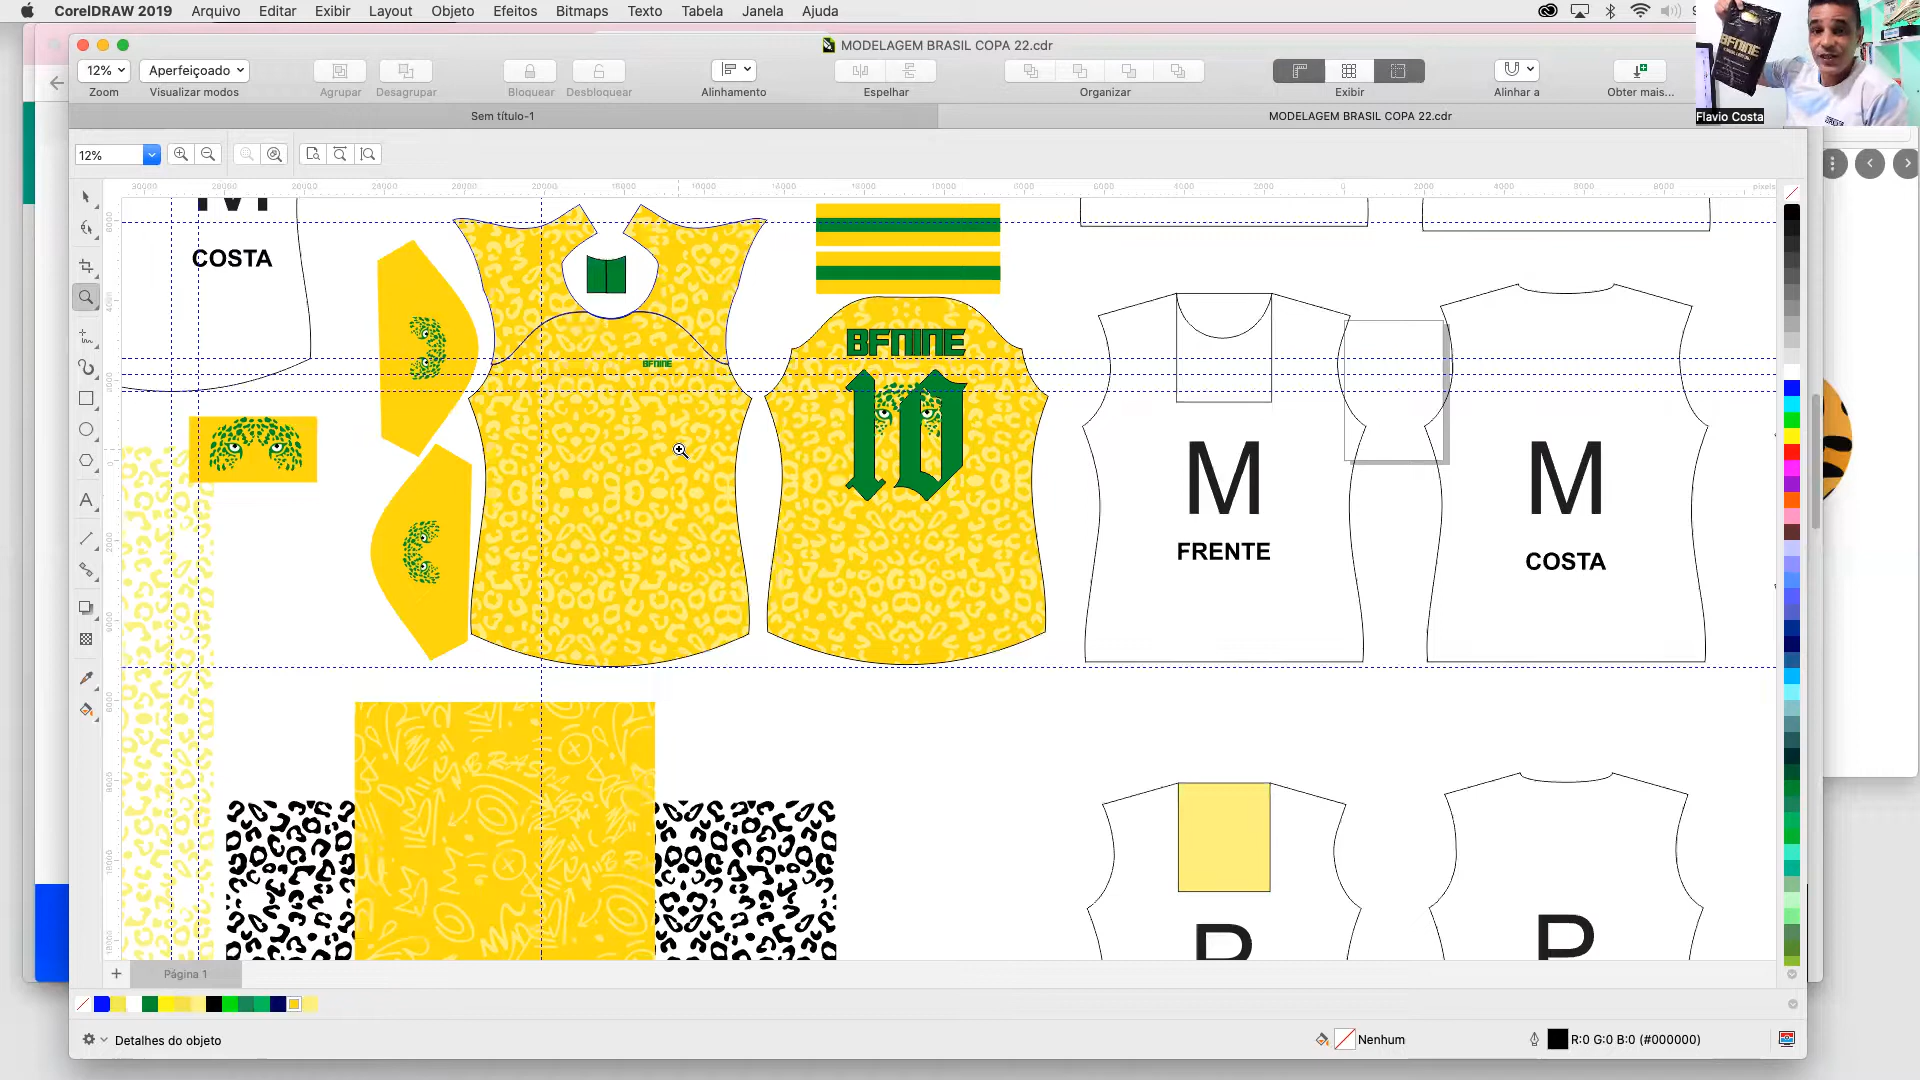 CorelDRAW 2019 Arquivo Editar Exibir Layout Objeto Efeitos Bitmaps Texto Tabela Janela Ajuda
MODELAGEM BRASIL COPA 22.cdr
12% Aperfeiçoado
Zoom Visualizar modos Agrupar Desagrupar Bloquear Desbloquear Alinhamento Espelhar Organizar Exibir Alinhar a Obter mais...
BFNINE
Flavio Costa
Sem título-1 MODELAGEM BRASIL COPA 22.cdr
12%
pixels
M
COSTA
BFNINE
BFNINE
10
M
FRENTE
M
COSTA
P
P
Página 1
Detalhes do objeto
Nenhum
R:0 G:0 B:0 (#000000)